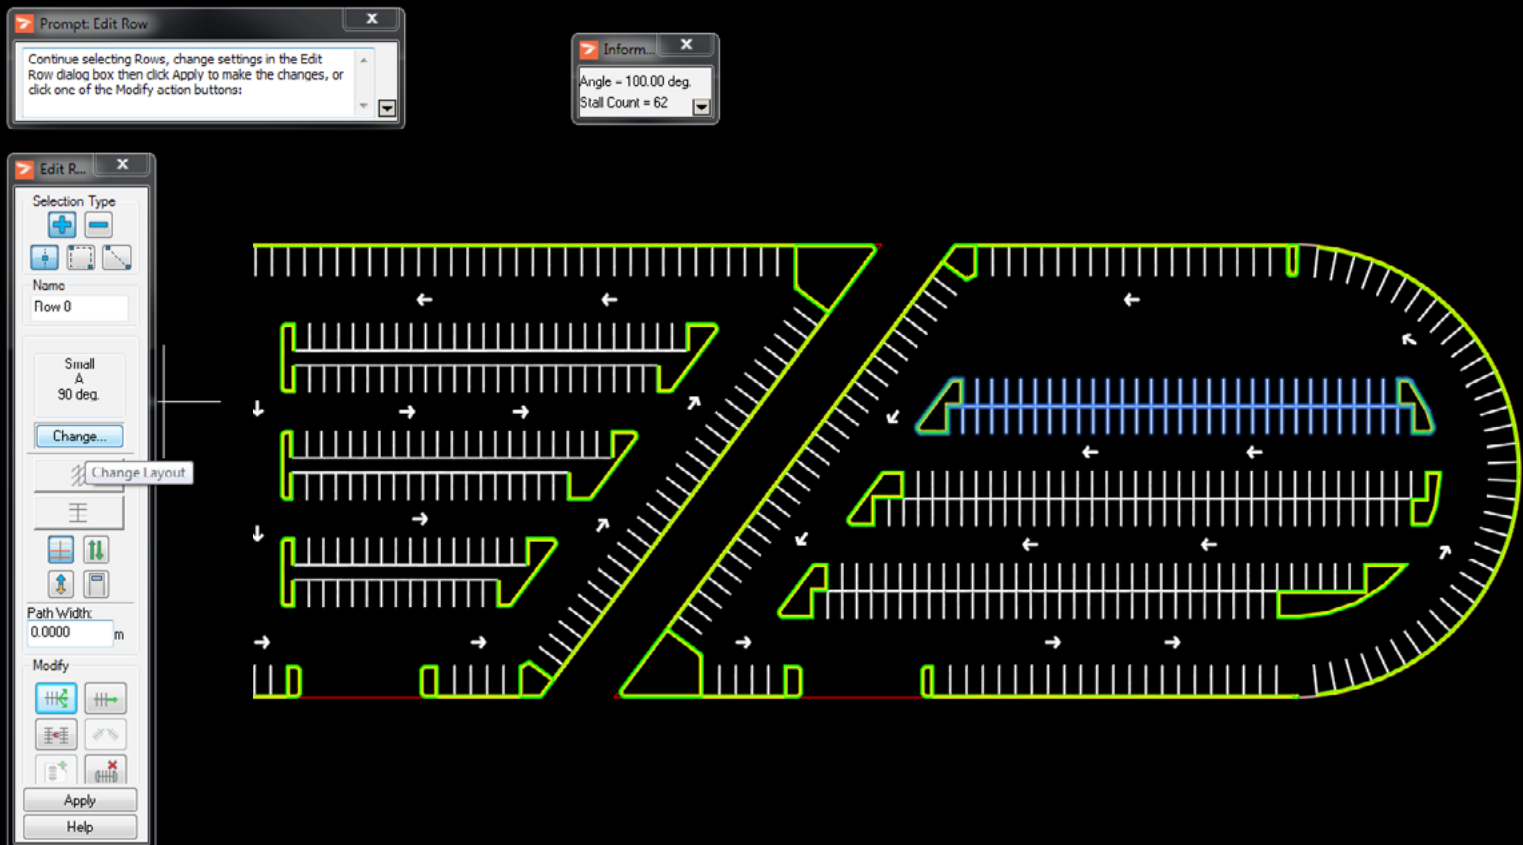 Prompt: Edit Row
Continue selecting Rows, change settings in the Edit
Row dialog box then click Apply to make the changes, or
click one of the Modify action buttons:
Inform...
Angle = 100.00 deg.
Stall Count = 62
Edit R...
Selection Type
Name
Row 0
Small
A
90 deg.
Change...
Change Layout
Path Width:
0.0000 m
Modify
Apply
Help